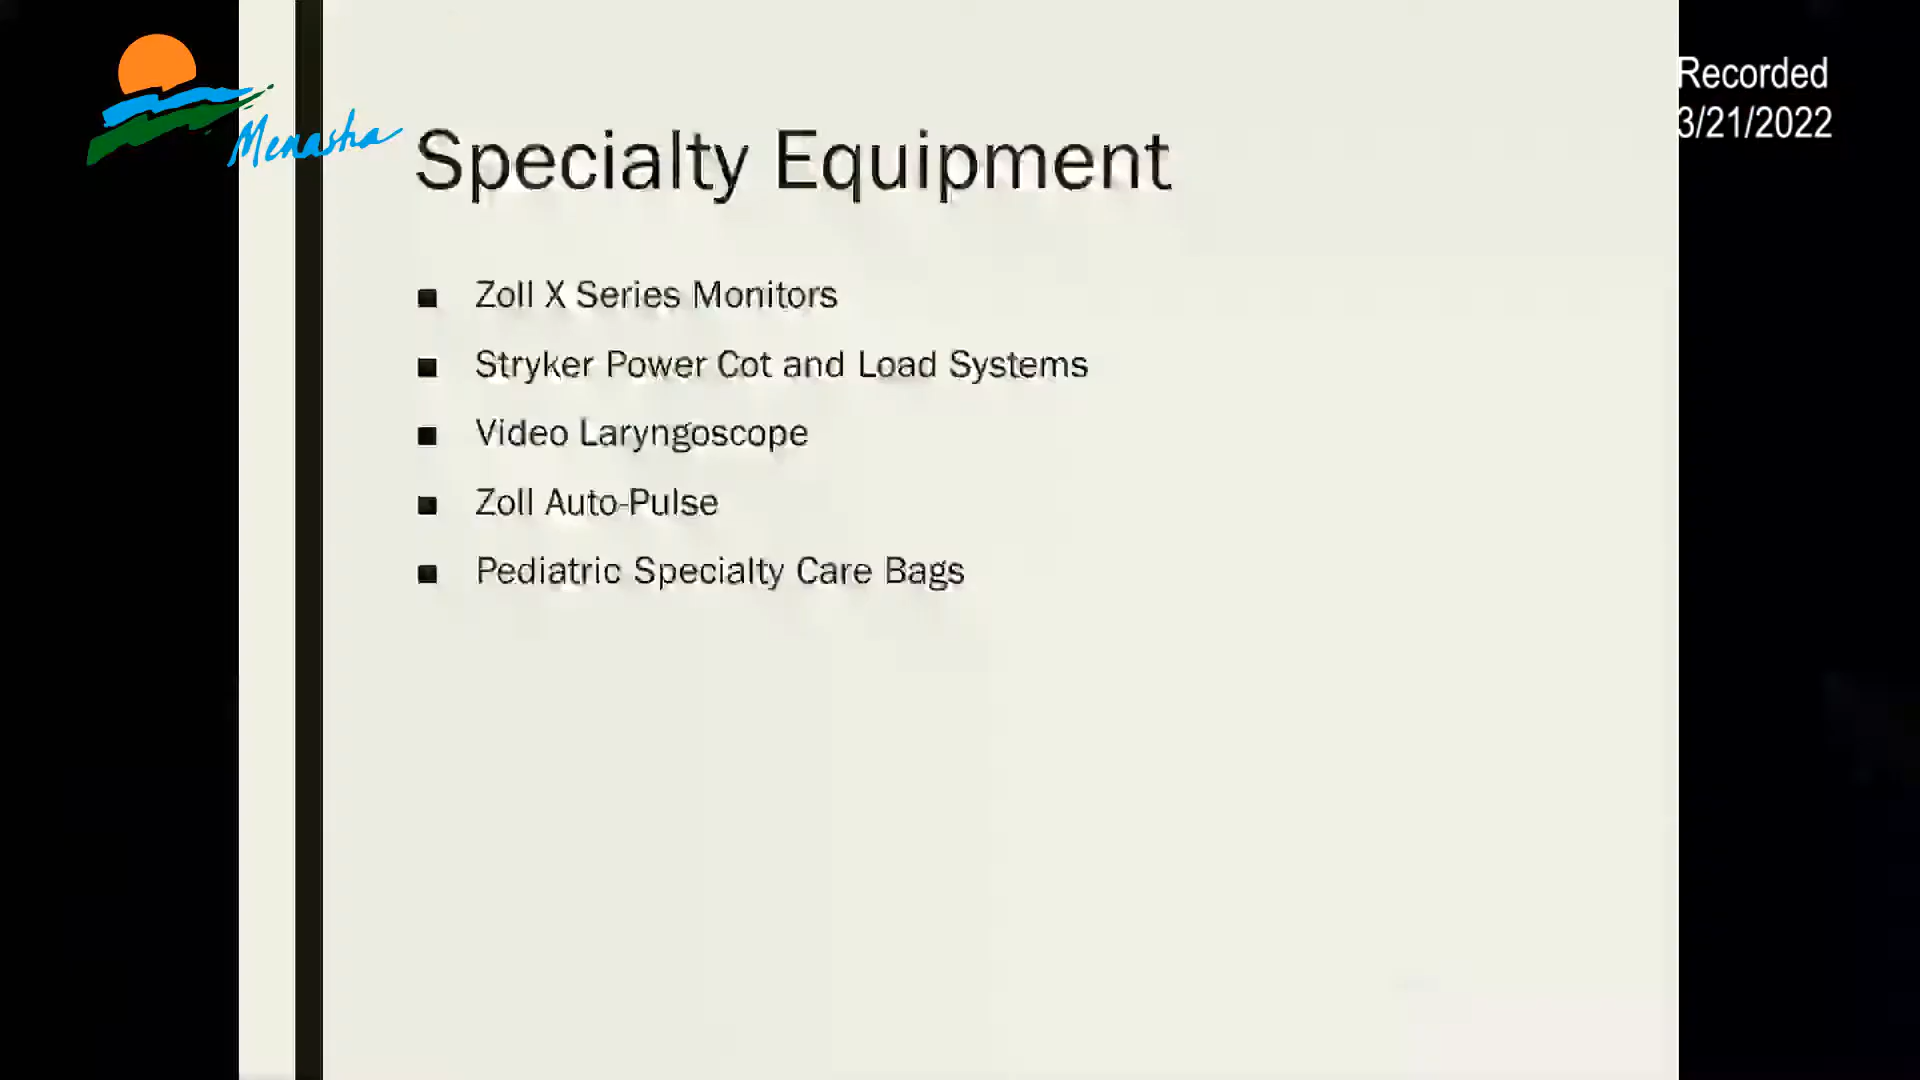 Menasha
Recorded
3/21/2022
Specialty Equipment
■ Zoll X Series Monitors
■ Stryker Power Cot and Load Systems
■ Video Laryngoscope
■ Zoll Auto-Pulse
■ Pediatric Specialty Care Bags